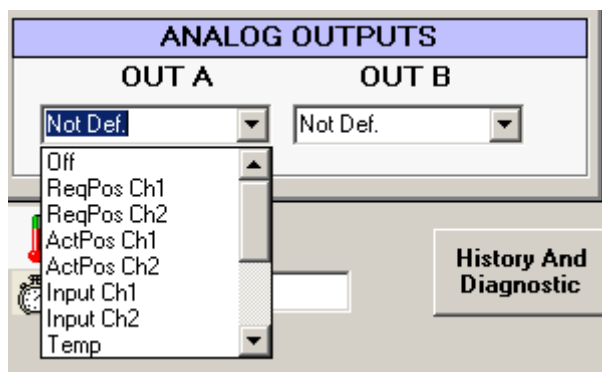 ANALOG OUTPUTS
OUT A OUT B
Not Def. Not Def.
Off
ReqPos Ch1
ReqPos Ch2
ActPos Ch1
ActPos Ch2
Input Ch1
Input Ch2
Temp
History And
Diagnostic